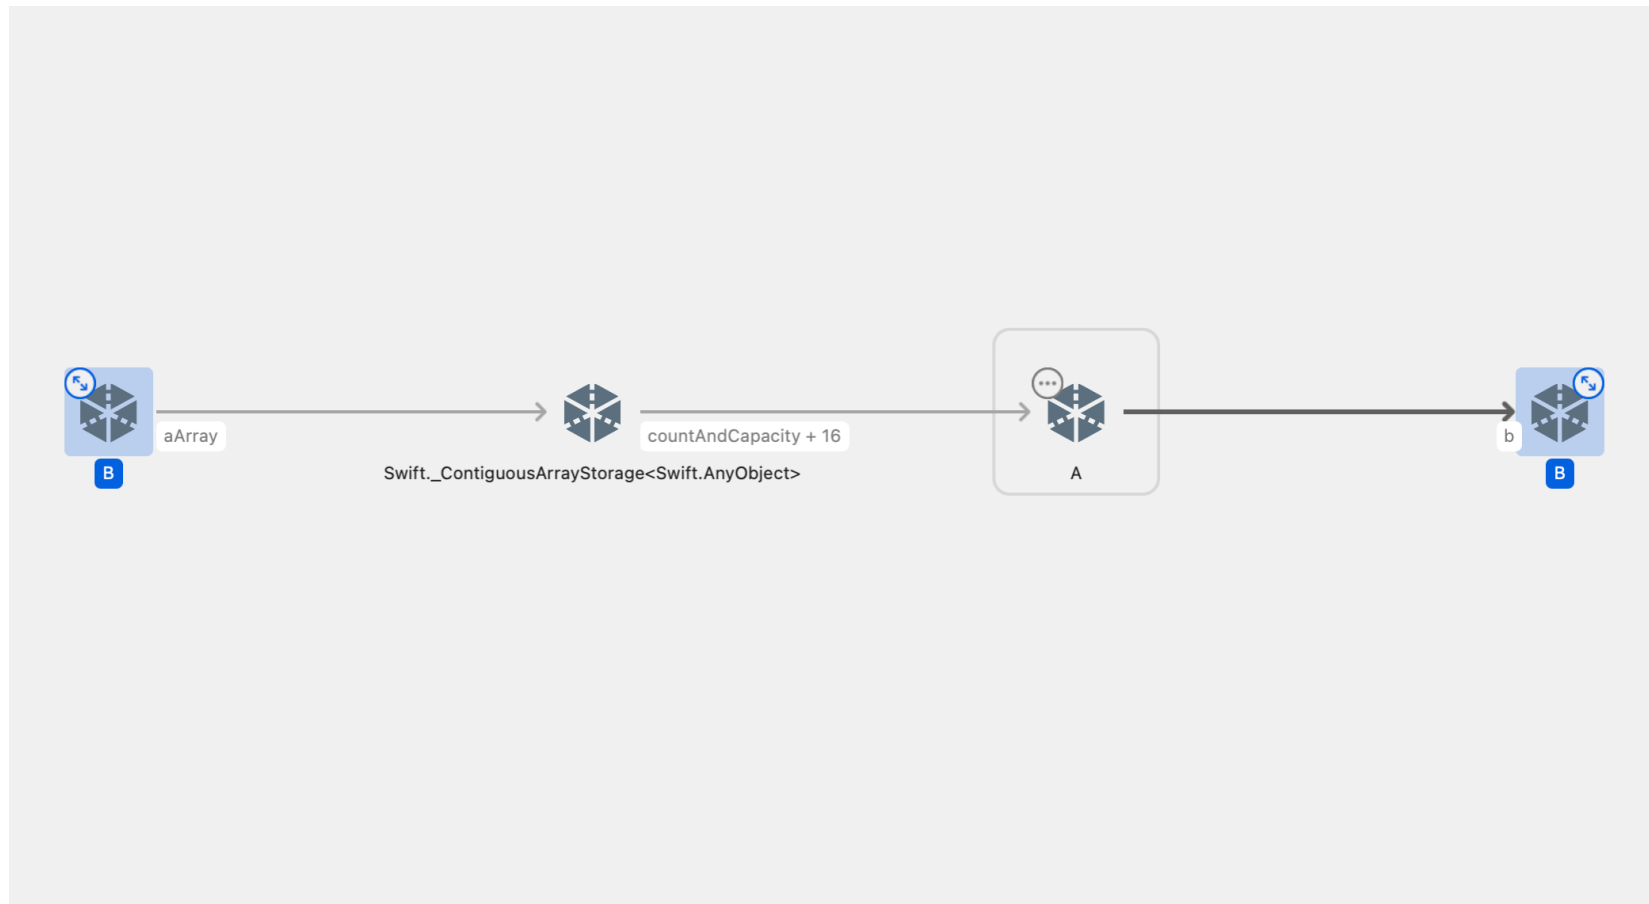 aArray
B
countAndCapacity + 16
Swift._ContiguousArrayStorage<Swift.AnyObject>
A
b
B